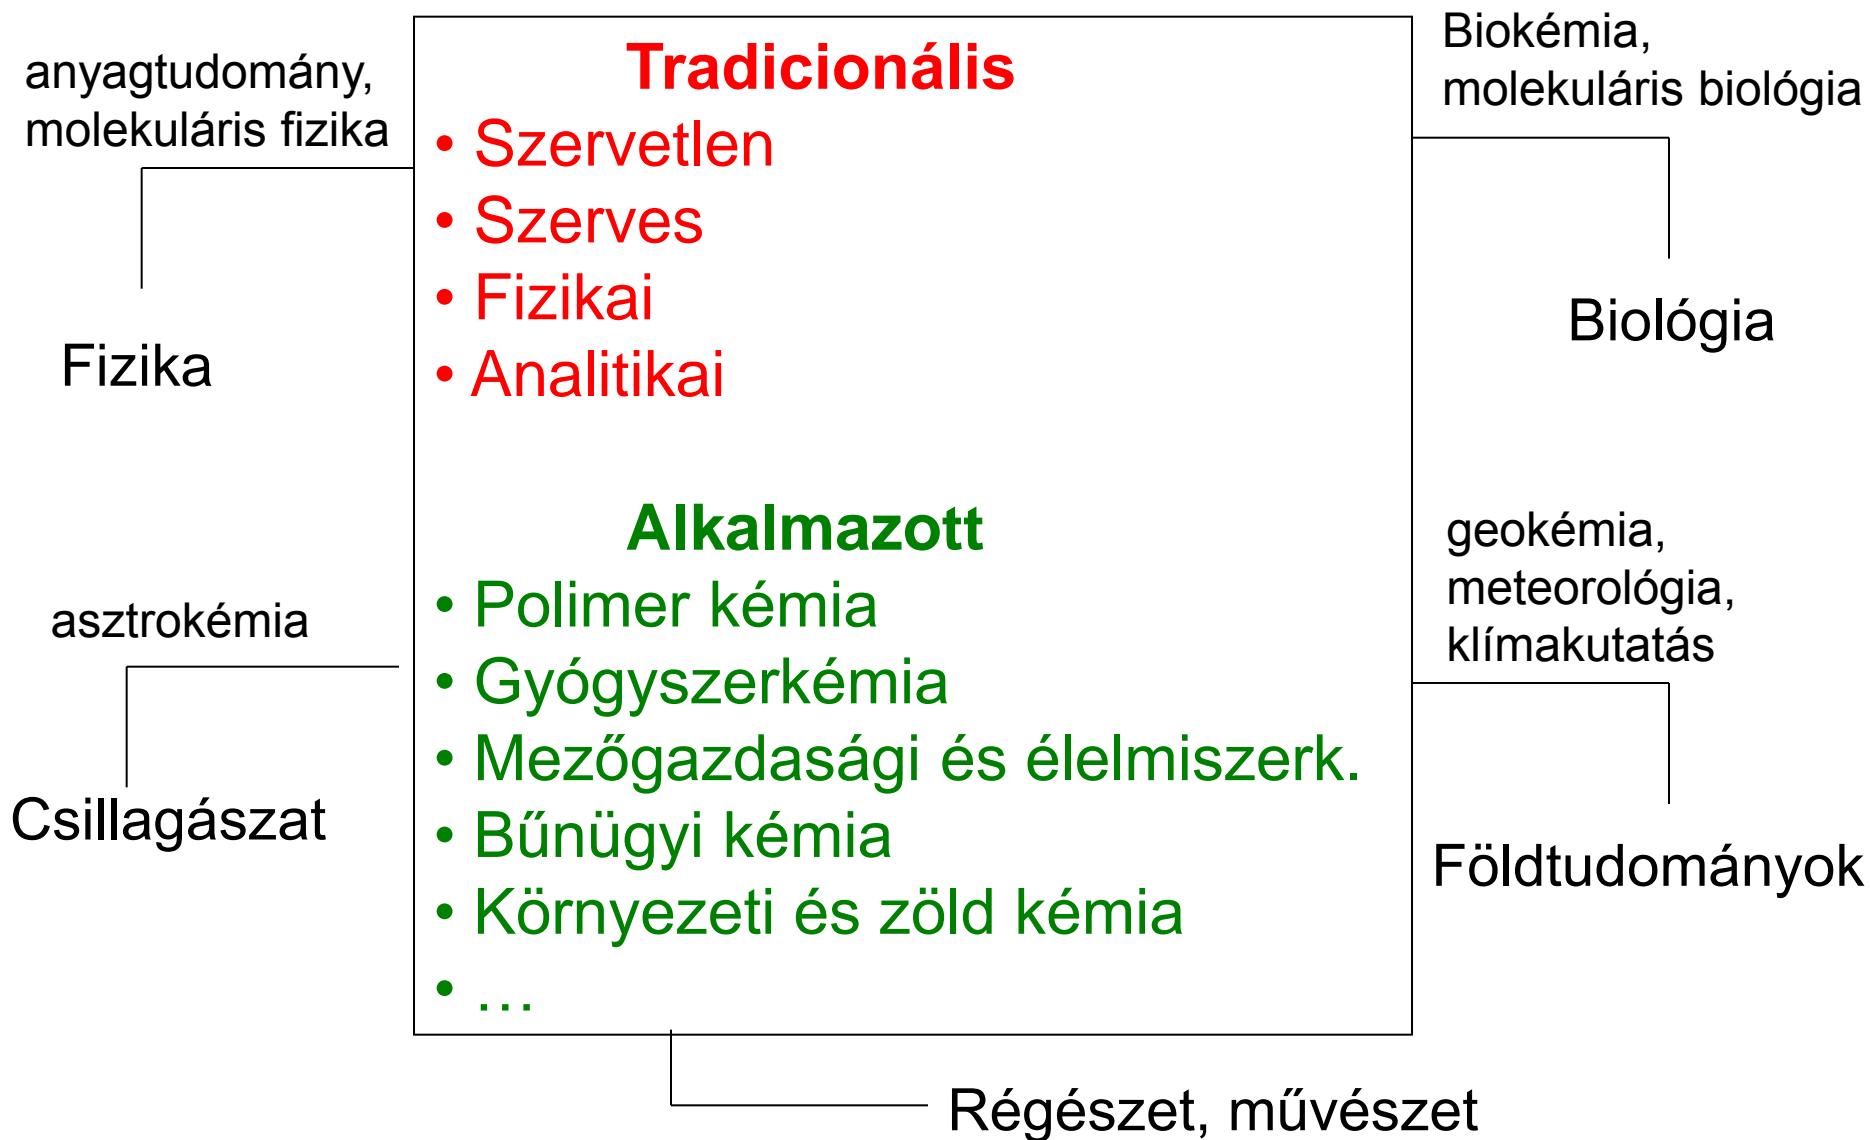 anyagtudomány,
molekuláris fizika
Fizika
asztrokémia
Csillagászat
Tradicionális
• Szervetlen
• Szerves
• Fizikai
• Analitikai
Alkalmazott
• Polimer kémia
• Gyógyszerkémia
• Mezőgazdasági és élelmiszerk.
• Bűnügyi kémia
• Környezeti és zöld kémia
• …
Biokémia,
molekuláris biológia
Biológia
geokémia,
meteorológia,
klímakutatás
Földtudományok
Régészet, művészet